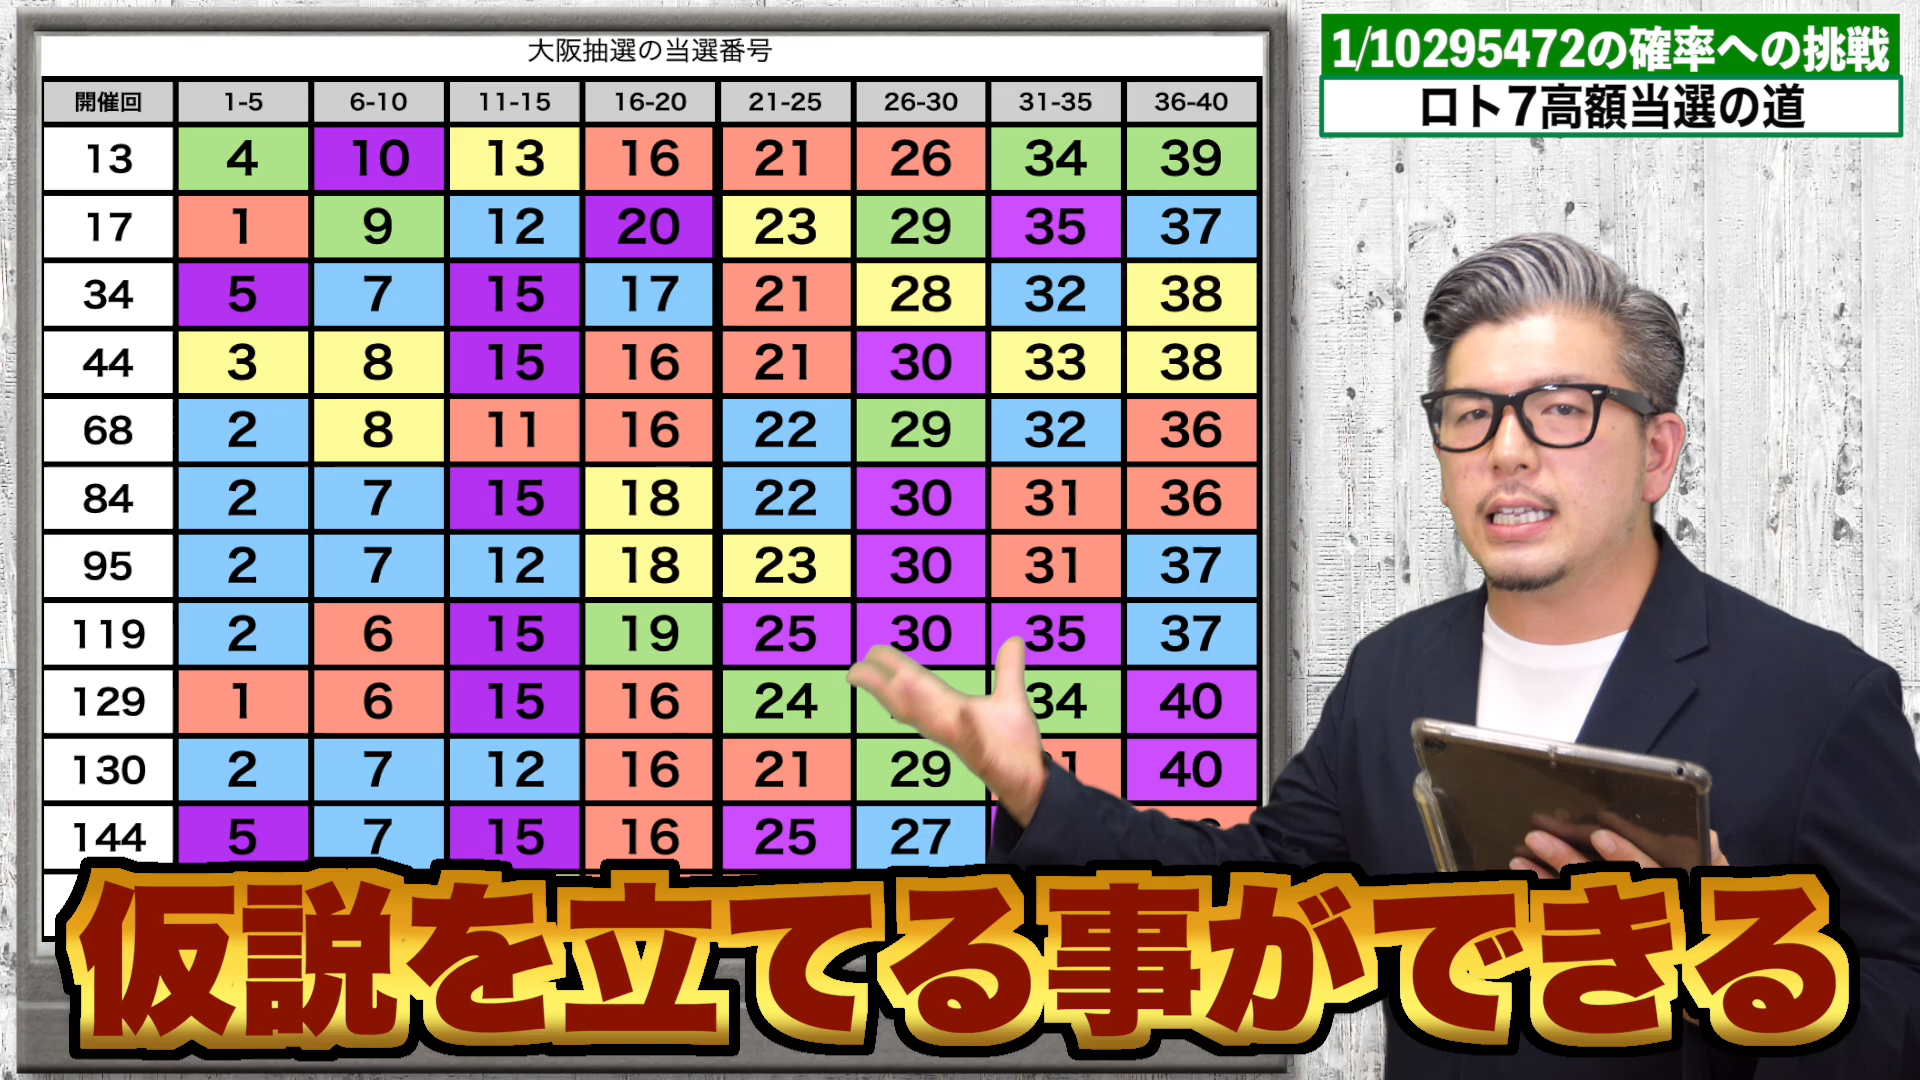 大阪抽選の当選番号
1/10295472の確率への挑戦
ロト7高額当選の道
開催回 1-5 6-10 11-15 16-20 21-25 26-30 31-35 36-40
13 4 10 13 16 21 26 34 39
17 1 9 12 20 23 29 35 37
34 5 7 15 17 21 28 32 38
44 3 8 15 16 21 30 33 38
68 2 8 11 16 22 29 32 36
84 2 7 15 18 22 30 31 36
95 2 7 12 18 23 30 31 37
119 2 6 15 19 25 30 35 37
129 1 6 15 16 24 34 40
130 2 7 12 16 21 29 40
144 5 7 15 16 25 27
仮説を立てる事ができる